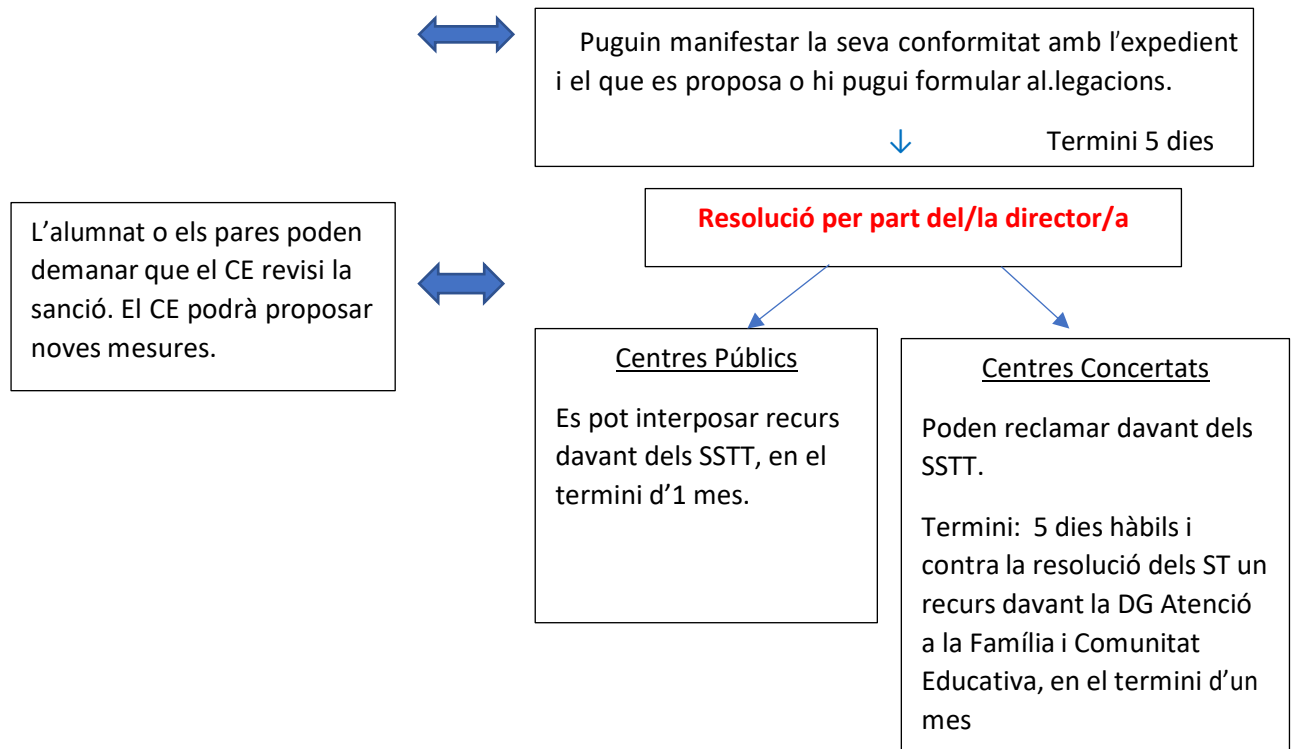 Puguin manifestar la seva conformitat amb l'expedient
i el que es proposa o hi pugui formular al.legacions.
↓ Termini 5 dies
Resolució per part del/la director/a
L’alumnat o els pares poden
demanar que el CE revisi la
sanció. El CE podrà proposar
noves mesures.
Centres Públics
Es pot interposar recurs
davant dels SSTT, en el
termini d’1 mes.
Centres Concertats
Poden reclamar davant dels
SSTT.
Termini: 5 dies hàbils i
contra la resolució dels ST un
recurs davant la DG Atenció
a la Família i Comunitat
Educativa, en el termini d’un
mes